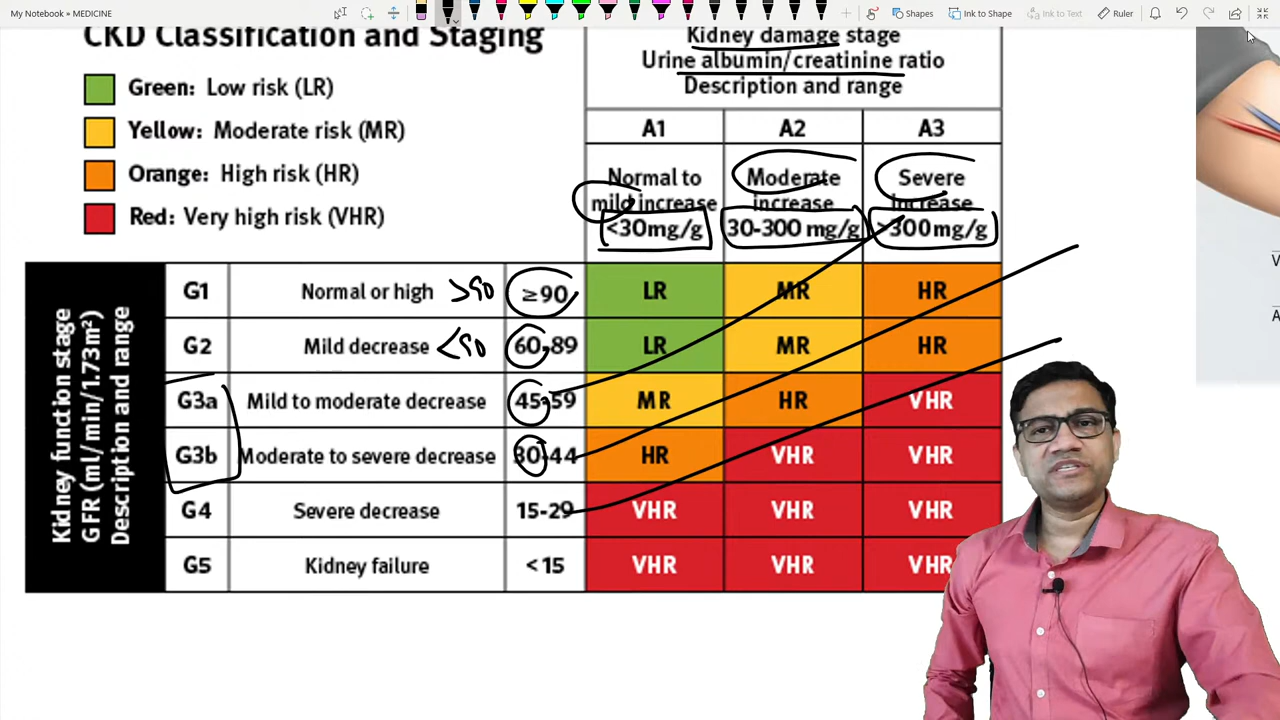 My Notebook » MEDICINE
Shapes
Ink to Shape
Ink to Text
Ruler
CKD Classification and Staging
Green: Low risk (LR)
Yellow: Moderate risk (MR)
Orange: High risk (HR)
Red: Very high risk (VHR)
Kidney damage stage
Urine albumin/creatinine ratio
Description and range
A1 A2 A3
Normal to mild increase
<30mg/g
Moderate increase
30-300 mg/g
Severe increase
>300mg/g
Kidney function stage
GFR (ml/min/1.73m²)
Description and range
G1 Normal or high >90 ≥90 LR MR HR
G2 Mild decrease <90 60-89 LR MR HR
G3a Mild to moderate decrease 45-59 MR HR VHR
G3b Moderate to severe decrease 30-44 HR VHR VHR
G4 Severe decrease 15-29 VHR VHR VHR
G5 Kidney failure <15 VHR VHR VHR